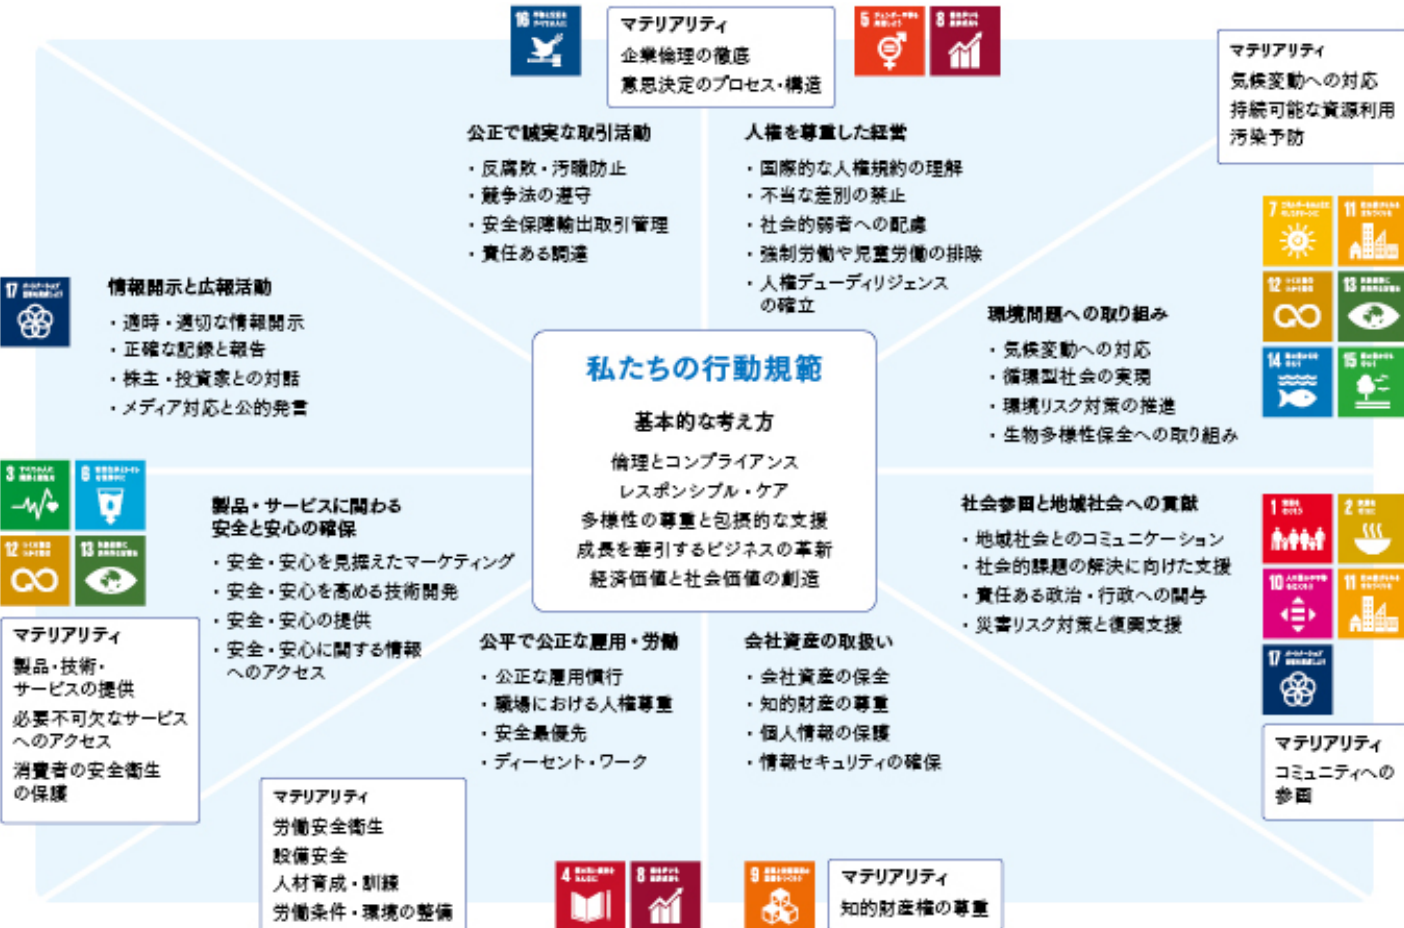 16
マテリアリティ
企業倫理の徹底
意思決定のプロセス・構造
5
8
マテリアリティ
気候変動への対応
持続可能な資源利用
汚染予防
公正で誠実な取引活動
・反腐敗・汚職防止
・競争法の遵守
・安全保障輸出取引管理
・責任ある調達
人権を尊重した経営
・国際的な人権規約の理解
・不当な差別の禁止
・社会的弱者への配慮
・強制労働や児童労働の排除
・人権デューディリジェンス
の確立
7
11
12
13
14
15
17
情報開示と広報活動
・適時・適切な情報開示
・正確な記録と報告
・株主・投資家との対話
・メディア対応と公的発言
環境問題への取り組み
・気候変動への対応
・循環型社会の実現
・環境リスク対策の推進
・生物多様性保全への取り組み
私たちの行動規範
基本的な考え方
倫理とコンプライアンス
レスポンシブル・ケア
多様性の尊重と包摂的な支援
成長を牽引するビジネスの革新
経済価値と社会価値の創造
3
6
12
13
製品・サービスに関わる
安全と安心の確保
・安全・安心を見据えたマーケティング
・安全・安心を高める技術開発
・安全・安心の提供
・安全・安心に関する情報
へのアクセス
マテリアリティ
製品・技術・
サービスの提供
必要不可欠なサービス
へのアクセス
消費者の安全衛生
の保護
社会参画と地域社会への貢献
・地域社会とのコミュニケーション
・社会的課題の解決に向けた支援
・責任ある政治・行政への関与
・災害リスク対策と復興支援
1
2
10
11
17
マテリアリティ
コミュニティへの
参画
公平で公正な雇用・労働
・公正な雇用慣行
・職場における人権尊重
・安全最優先
・ディーセント・ワーク
会社資産の取扱い
・会社資産の保全
・知的財産の尊重
・個人情報の保護
・情報セキュリティの確保
マテリアリティ
労働安全衛生
設備安全
人材育成・訓練
労働条件・環境の整備
4
8
9
マテリアリティ
知的財産権の尊重